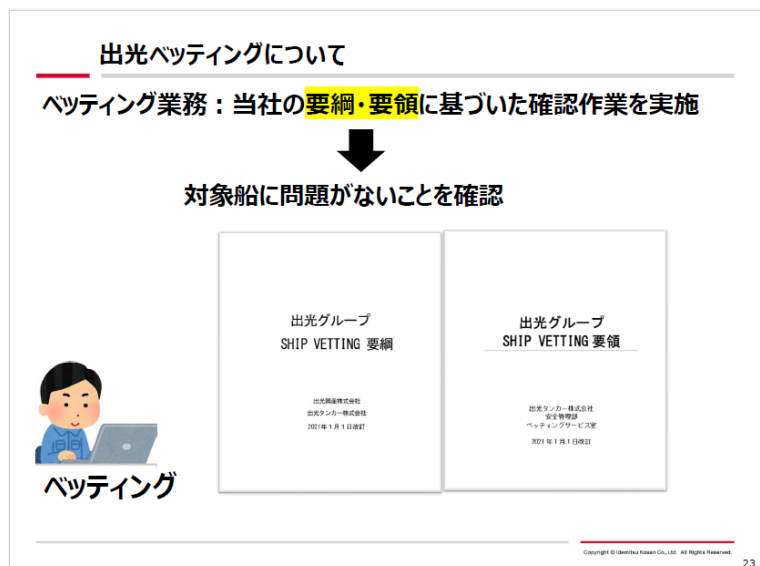 出光ベッティングについて
ベッティング業務：当社の要綱・要領に基づいた確認作業を実施
対象船に問題がないことを確認
出光グループ
SHIP VETTING 要綱
出光興産株式会社
出光タンカー株式会社
2021年1月1日改訂
出光グループ
SHIP VETTING 要領
出光タンカー株式会社
安全管理部
ベッティングサービス室
2021年1月1日改訂
ベッティング
Copyright © Idemitsu Kosan Co., Ltd. All Rights Reserved.
23